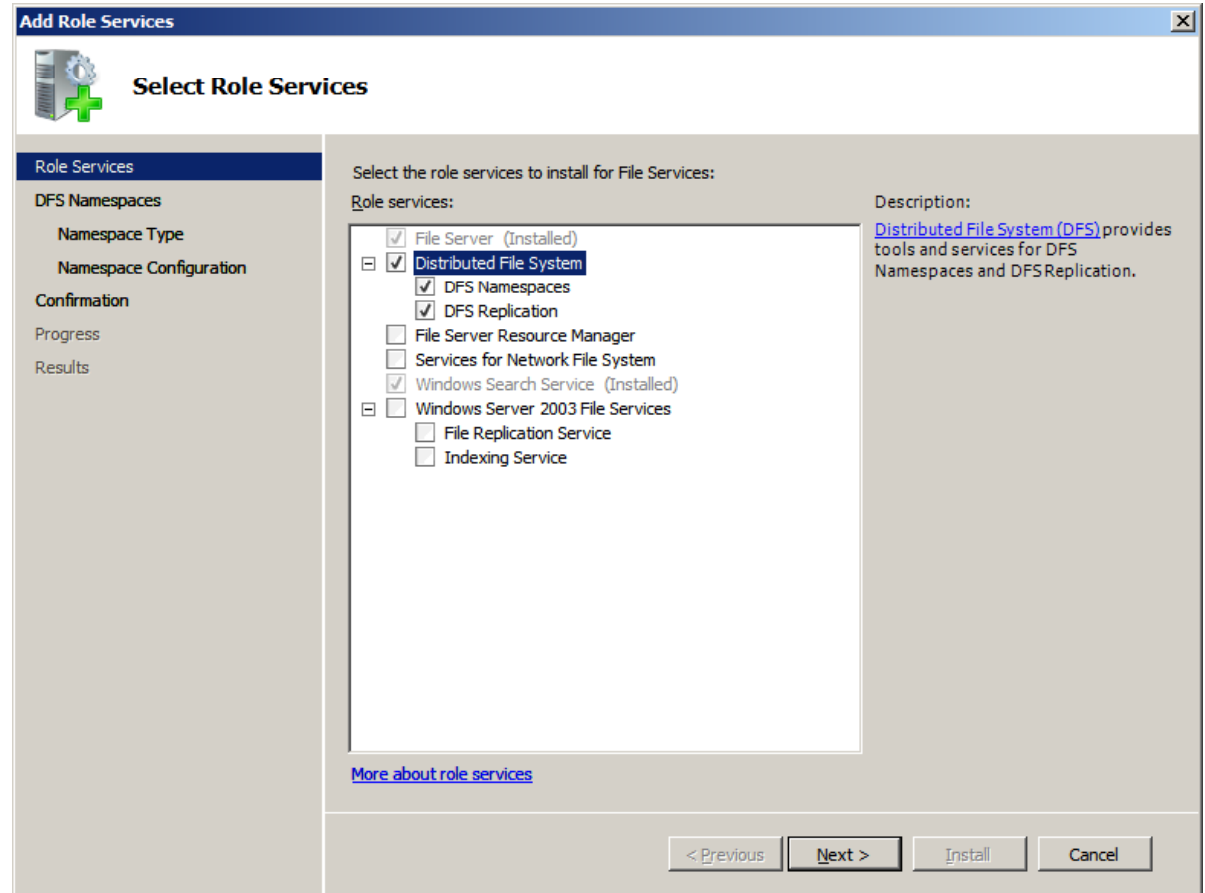 Add Role Services
Select Role Services
Role Services
DFS Namespaces
Namespace Type
Namespace Configuration
Confirmation
Progress
Results
Select the role services to install for File Services:
Role services:
File Server (Installed)
Distributed File System
DFS Namespaces
DFS Replication
File Server Resource Manager
Services for Network File System
Windows Search Service (Installed)
Windows Server 2003 File Services
File Replication Service
Indexing Service
More about role services
Description:
Distributed File System (DFS) provides
tools and services for DFS
Namespaces and DFS Replication.
< Previous
Next >
Install
Cancel